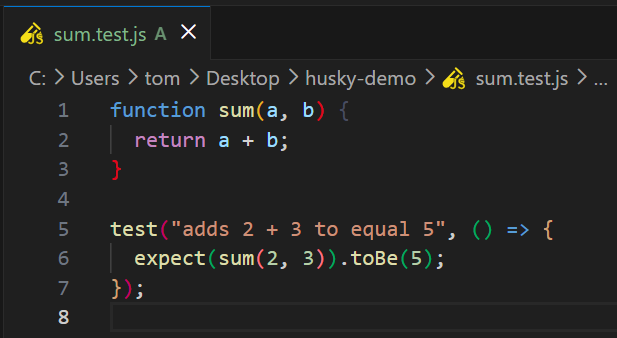 sum.test.js A ✕
C: > Users > tom > Desktop > husky-demo > sum.test.js > ...
1 function sum(a, b) {
2   return a + b;
3 }
4
5 test("adds 2 + 3 to equal 5", () => {
6   expect(sum(2, 3)).toBe(5);
7 });
8